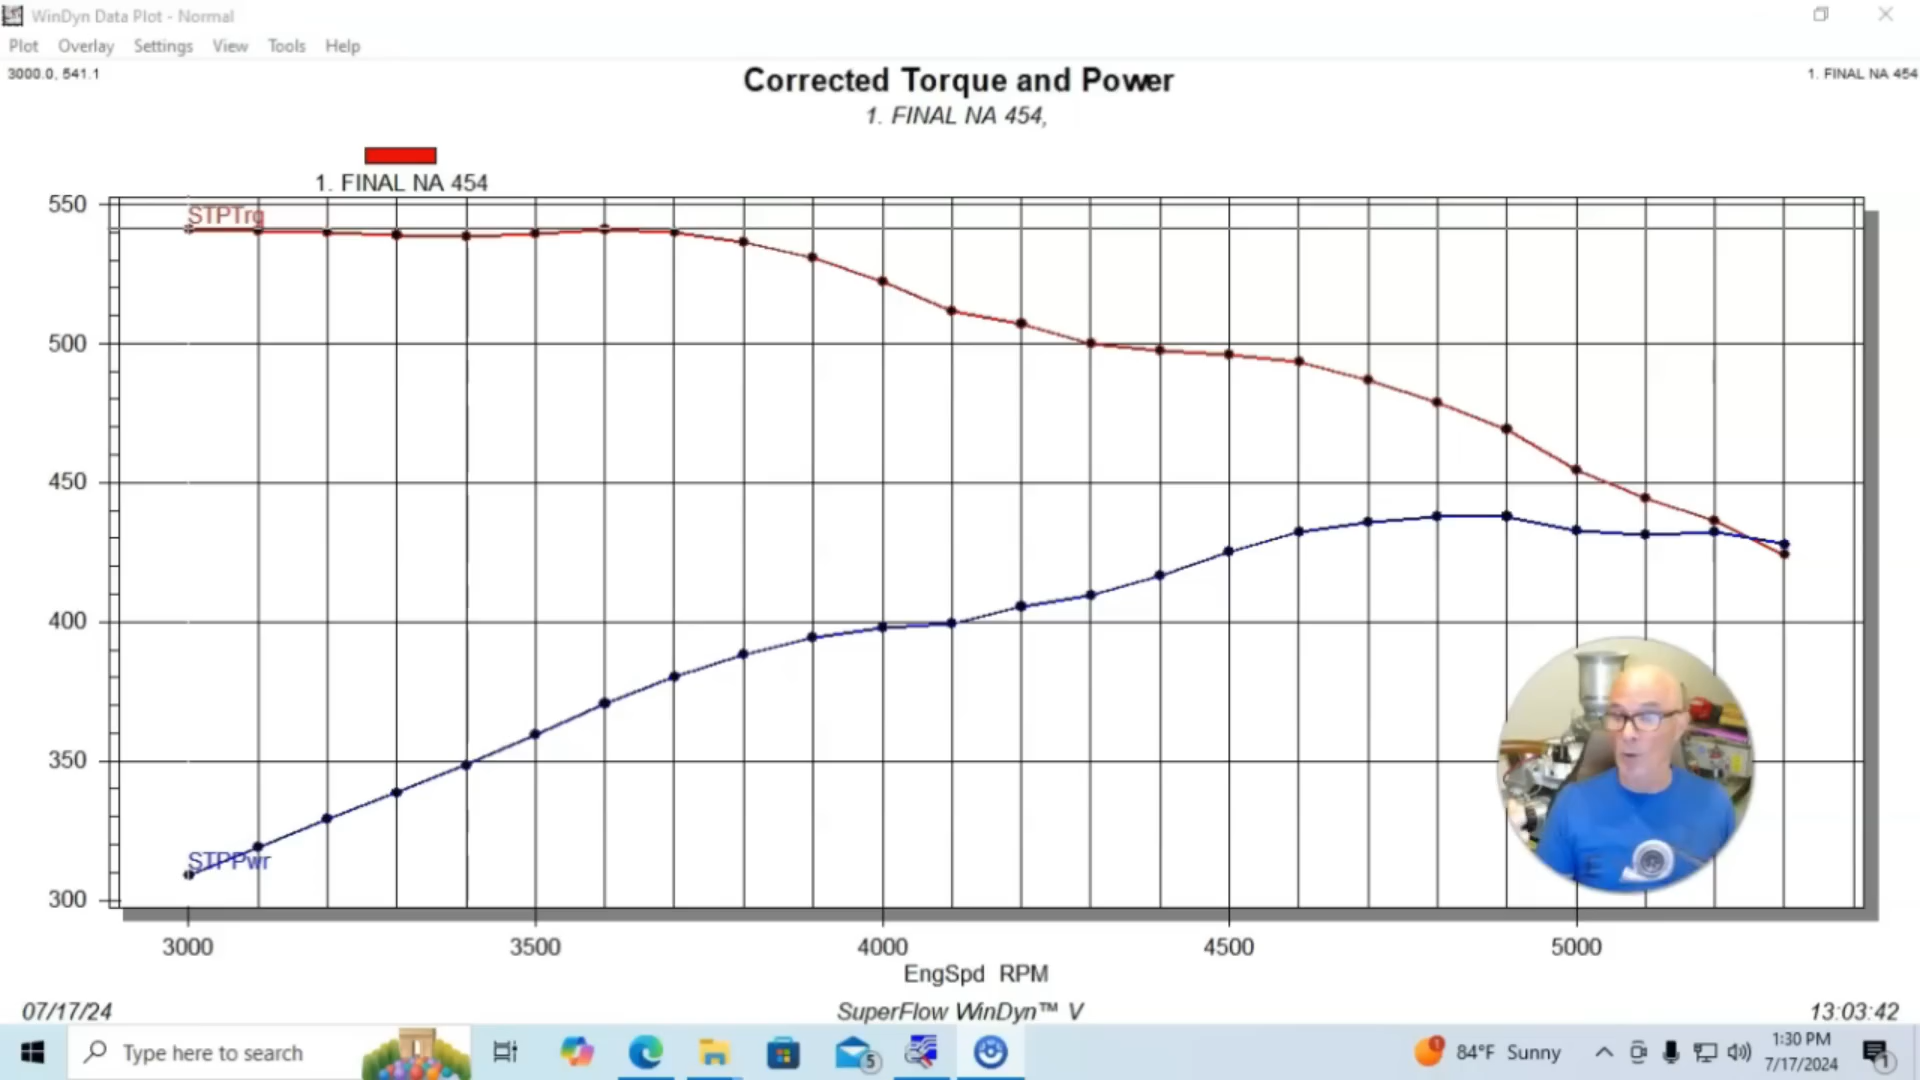 WinDyn Data Plot - Normal
Plot Overlay Settings View Tools Help
3000.0, 541.1
1. FINAL NA 454
Corrected Torque and Power
1. FINAL NA 454,
1. FINAL NA 454
550
STPTrq
500
450
400
350
STPPwr
300
3000 3500 4000 4500 5000
EngSpd RPM
07/17/24
SuperFlow WinDyn™ V
13:03:42
Type here to search
5
1
84°F Sunny
1:30 PM
7/17/2024
1